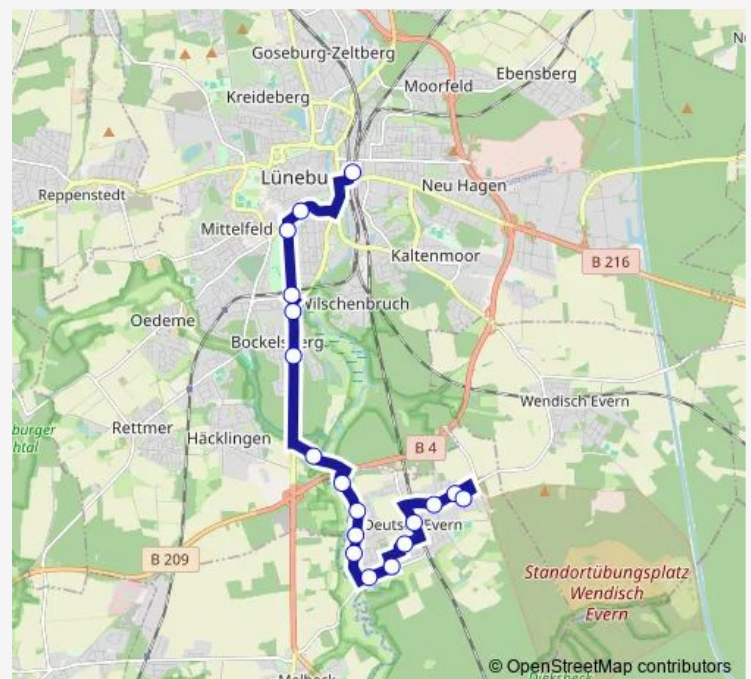 Goseburg-Zeltberg
Ebensberg
Moorfeld
Kreideberg
Lünebu
Neu Hagen
Reppenstedt
Mittelfeld
Kaltenmoor
B 216
Wilschenbruch
Oedeme
Bockelsberg
Wendisch Evern
Rettmer
Häcklingen
B 4
Deutsch Evern
B 209
Standortübungsplatz
Wendisch
Evern
© OpenStreetMap contributors